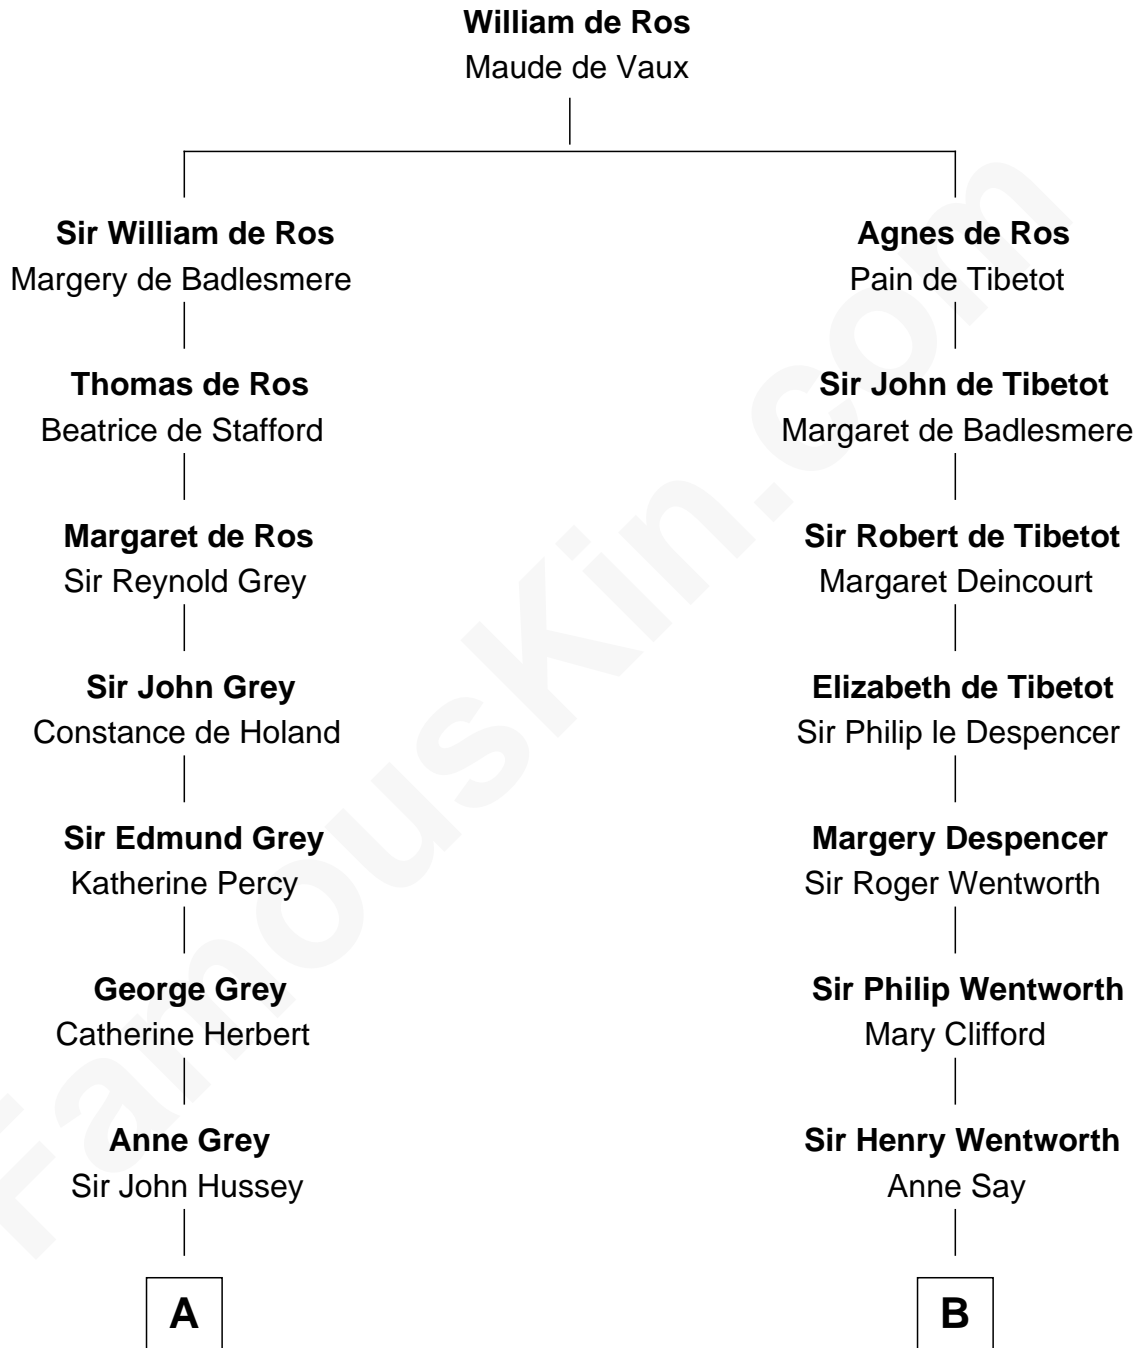 William de Ros
Maude de Vaux
Sir William de Ros
Margery de Badlesmere
Agnes de Ros
Pain de Tibetot
Thomas de Ros
Beatrice de Stafford
Sir John de Tibetot
Margaret de Badlesmere
Margaret de Ros
Sir Reynold Grey
Sir Robert de Tibetot
Margaret Deincourt
Sir John Grey
Constance de Holand
Elizabeth de Tibetot
Sir Philip le Despencer
Sir Edmund Grey
Katherine Percy
Margery Despencer
Sir Roger Wentworth
George Grey
Catherine Herbert
Sir Philip Wentworth
Mary Clifford
Anne Grey
Sir John Hussey
Sir Henry Wentworth
Anne Say
A
B
FamousKin.com